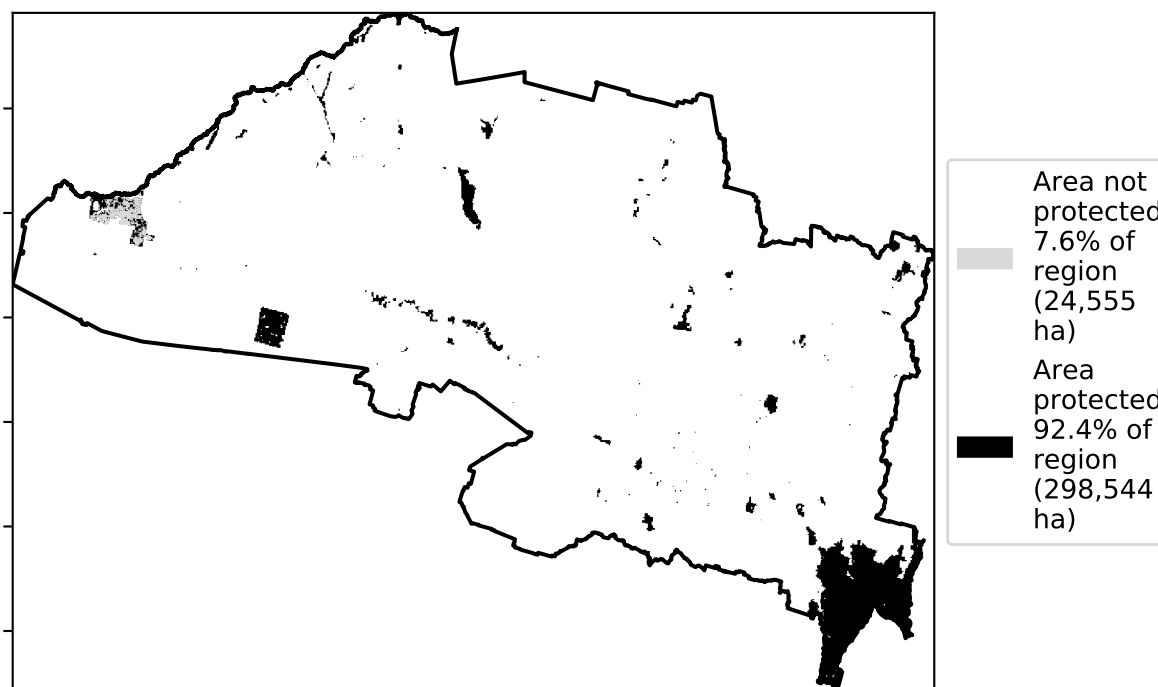 Area not
protected
7.6% of
region
(24,555
ha)
Area
protected
92.4% of
region
(298,544
ha)